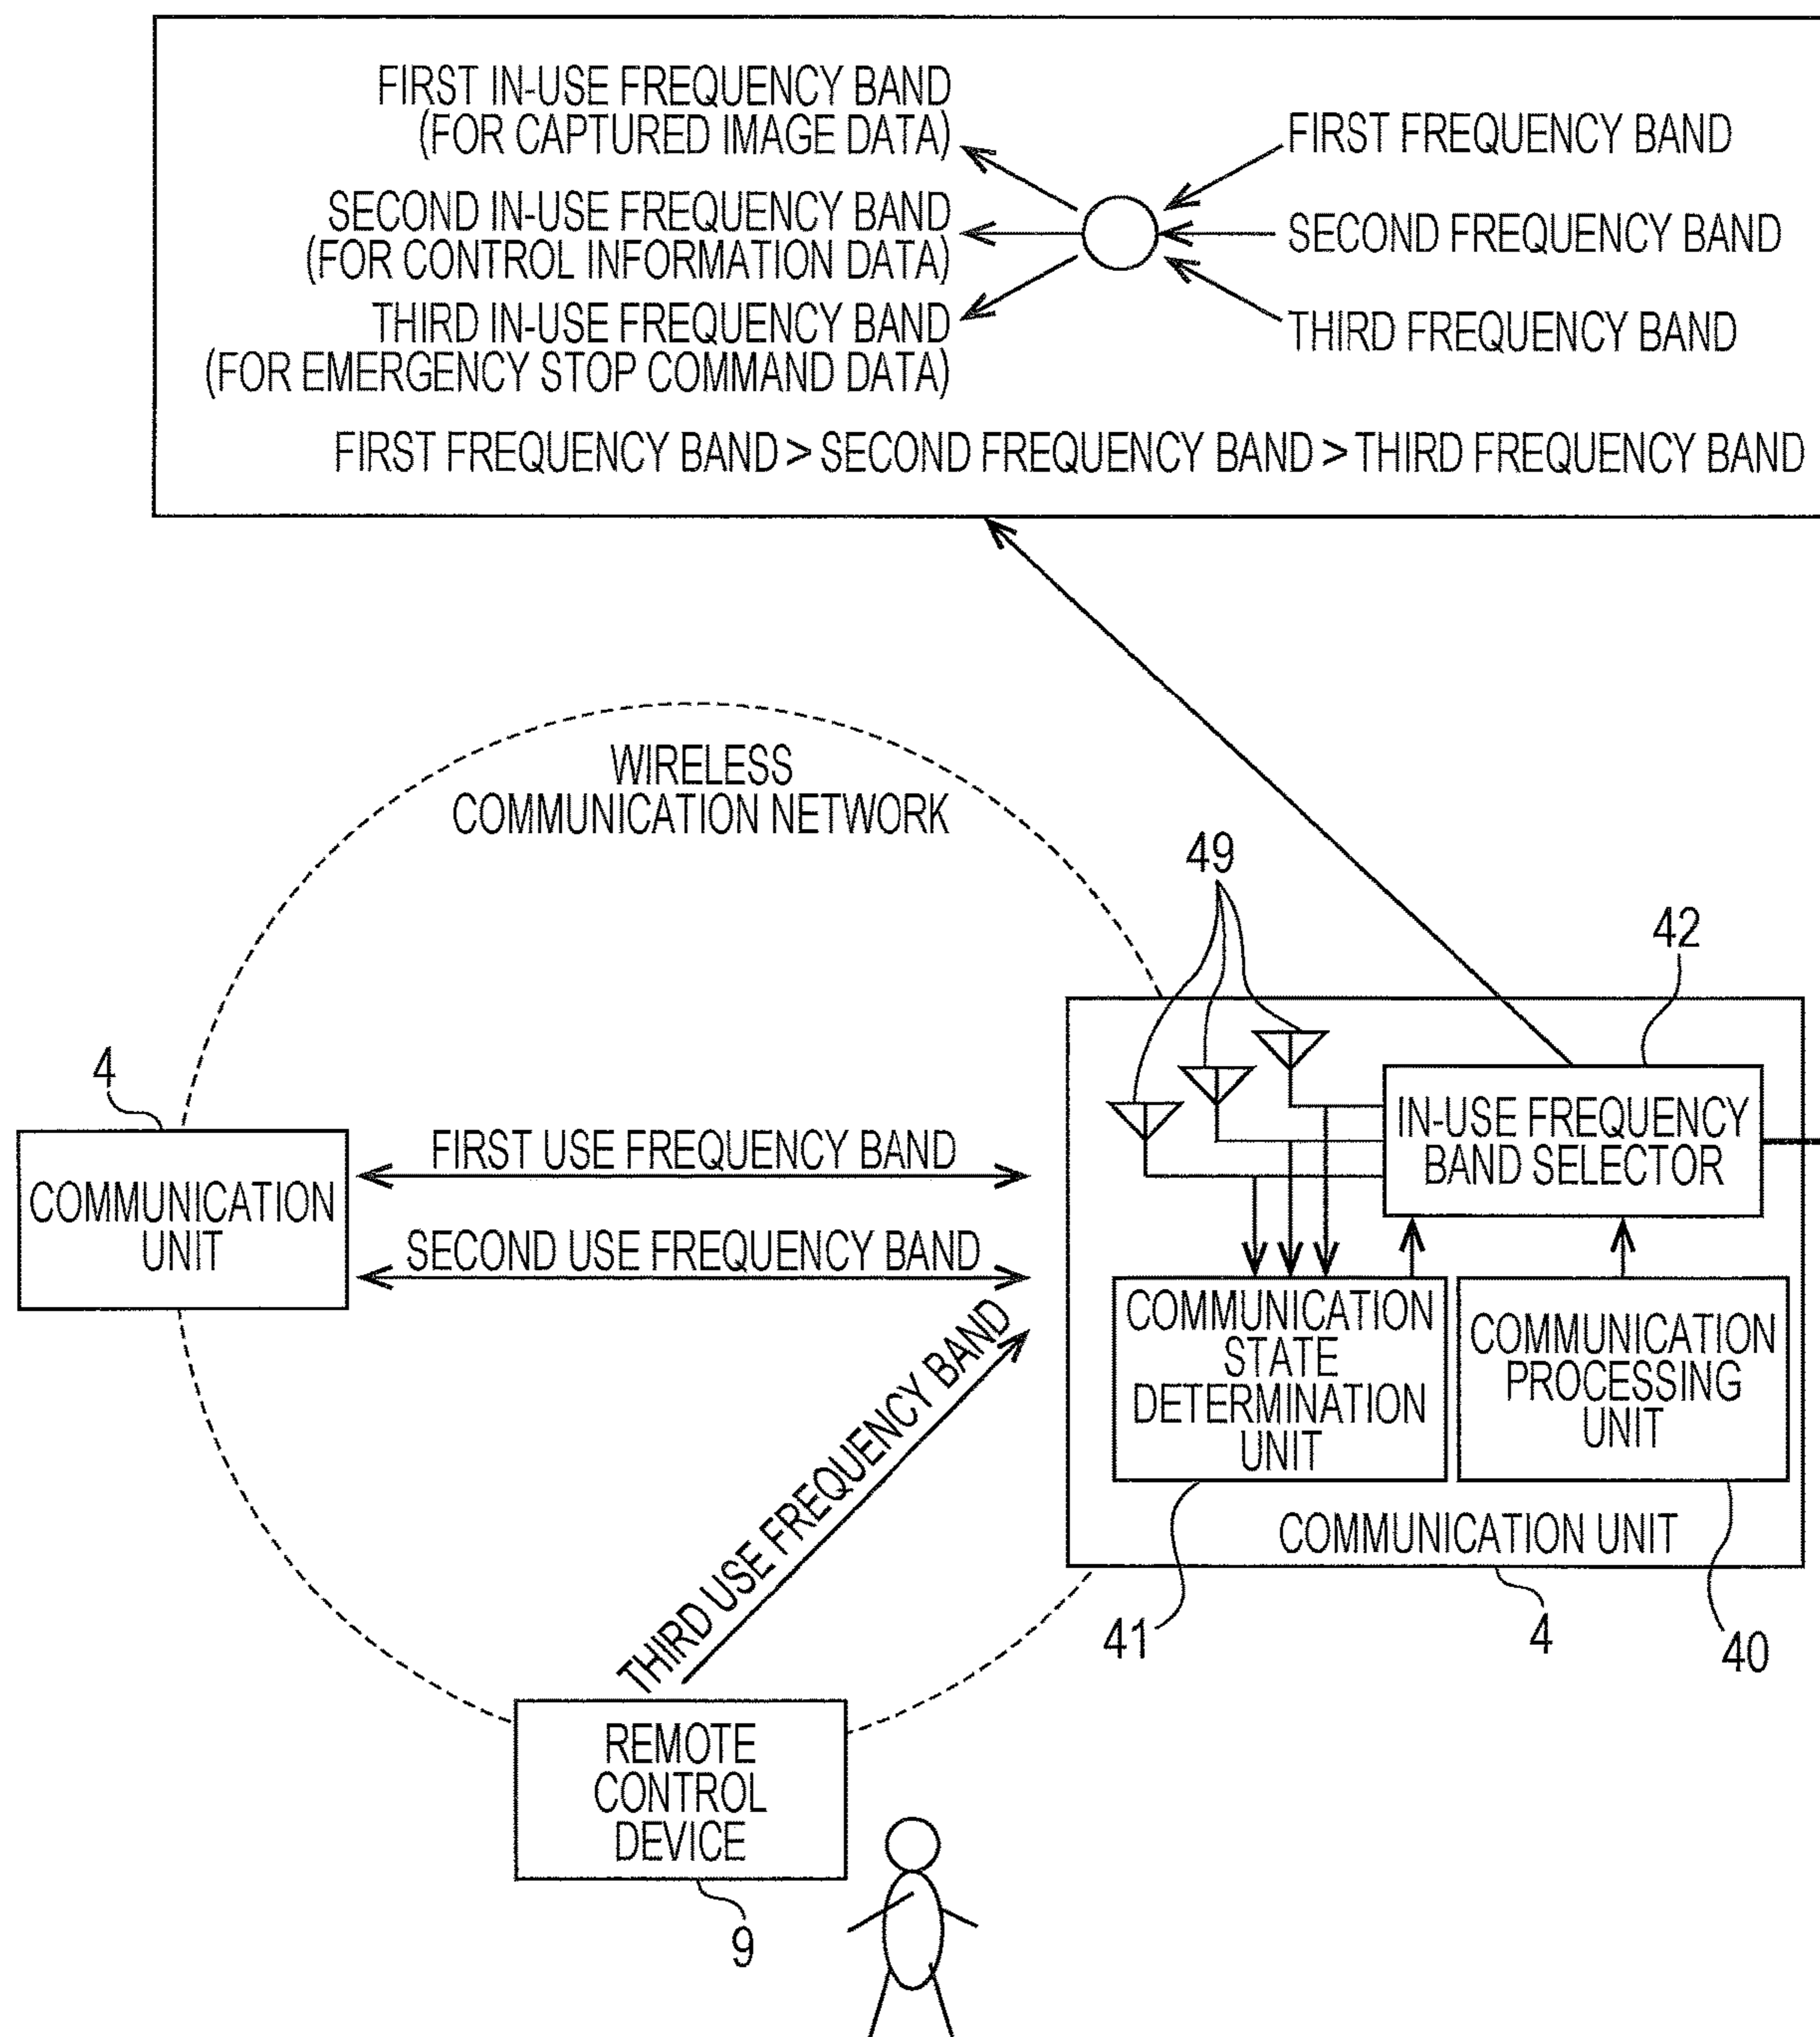 FIRST IN-USE FREQUENCY BAND
(FOR CAPTURED IMAGE DATA)
SECOND IN-USE FREQUENCY BAND
(FOR CONTROL INFORMATION DATA)
THIRD IN-USE FREQUENCY BAND
(FOR EMERGENCY STOP COMMAND DATA)
FIRST FREQUENCY BAND
SECOND FREQUENCY BAND
THIRD FREQUENCY BAND
FIRST FREQUENCY BAND > SECOND FREQUENCY BAND > THIRD FREQUENCY BAND
WIRELESS
COMMUNICATION NETWORK
49
42
4
COMMUNICATION
UNIT
FIRST USE FREQUENCY BAND
SECOND USE FREQUENCY BAND
THIRD USE FREQUENCY BAND
IN-USE FREQUENCY
BAND SELECTOR
COMMUNICATION
STATE
DETERMINATION
UNIT
COMMUNICATION
PROCESSING
UNIT
COMMUNICATION UNIT
41
4
40
REMOTE
CONTROL
DEVICE
9